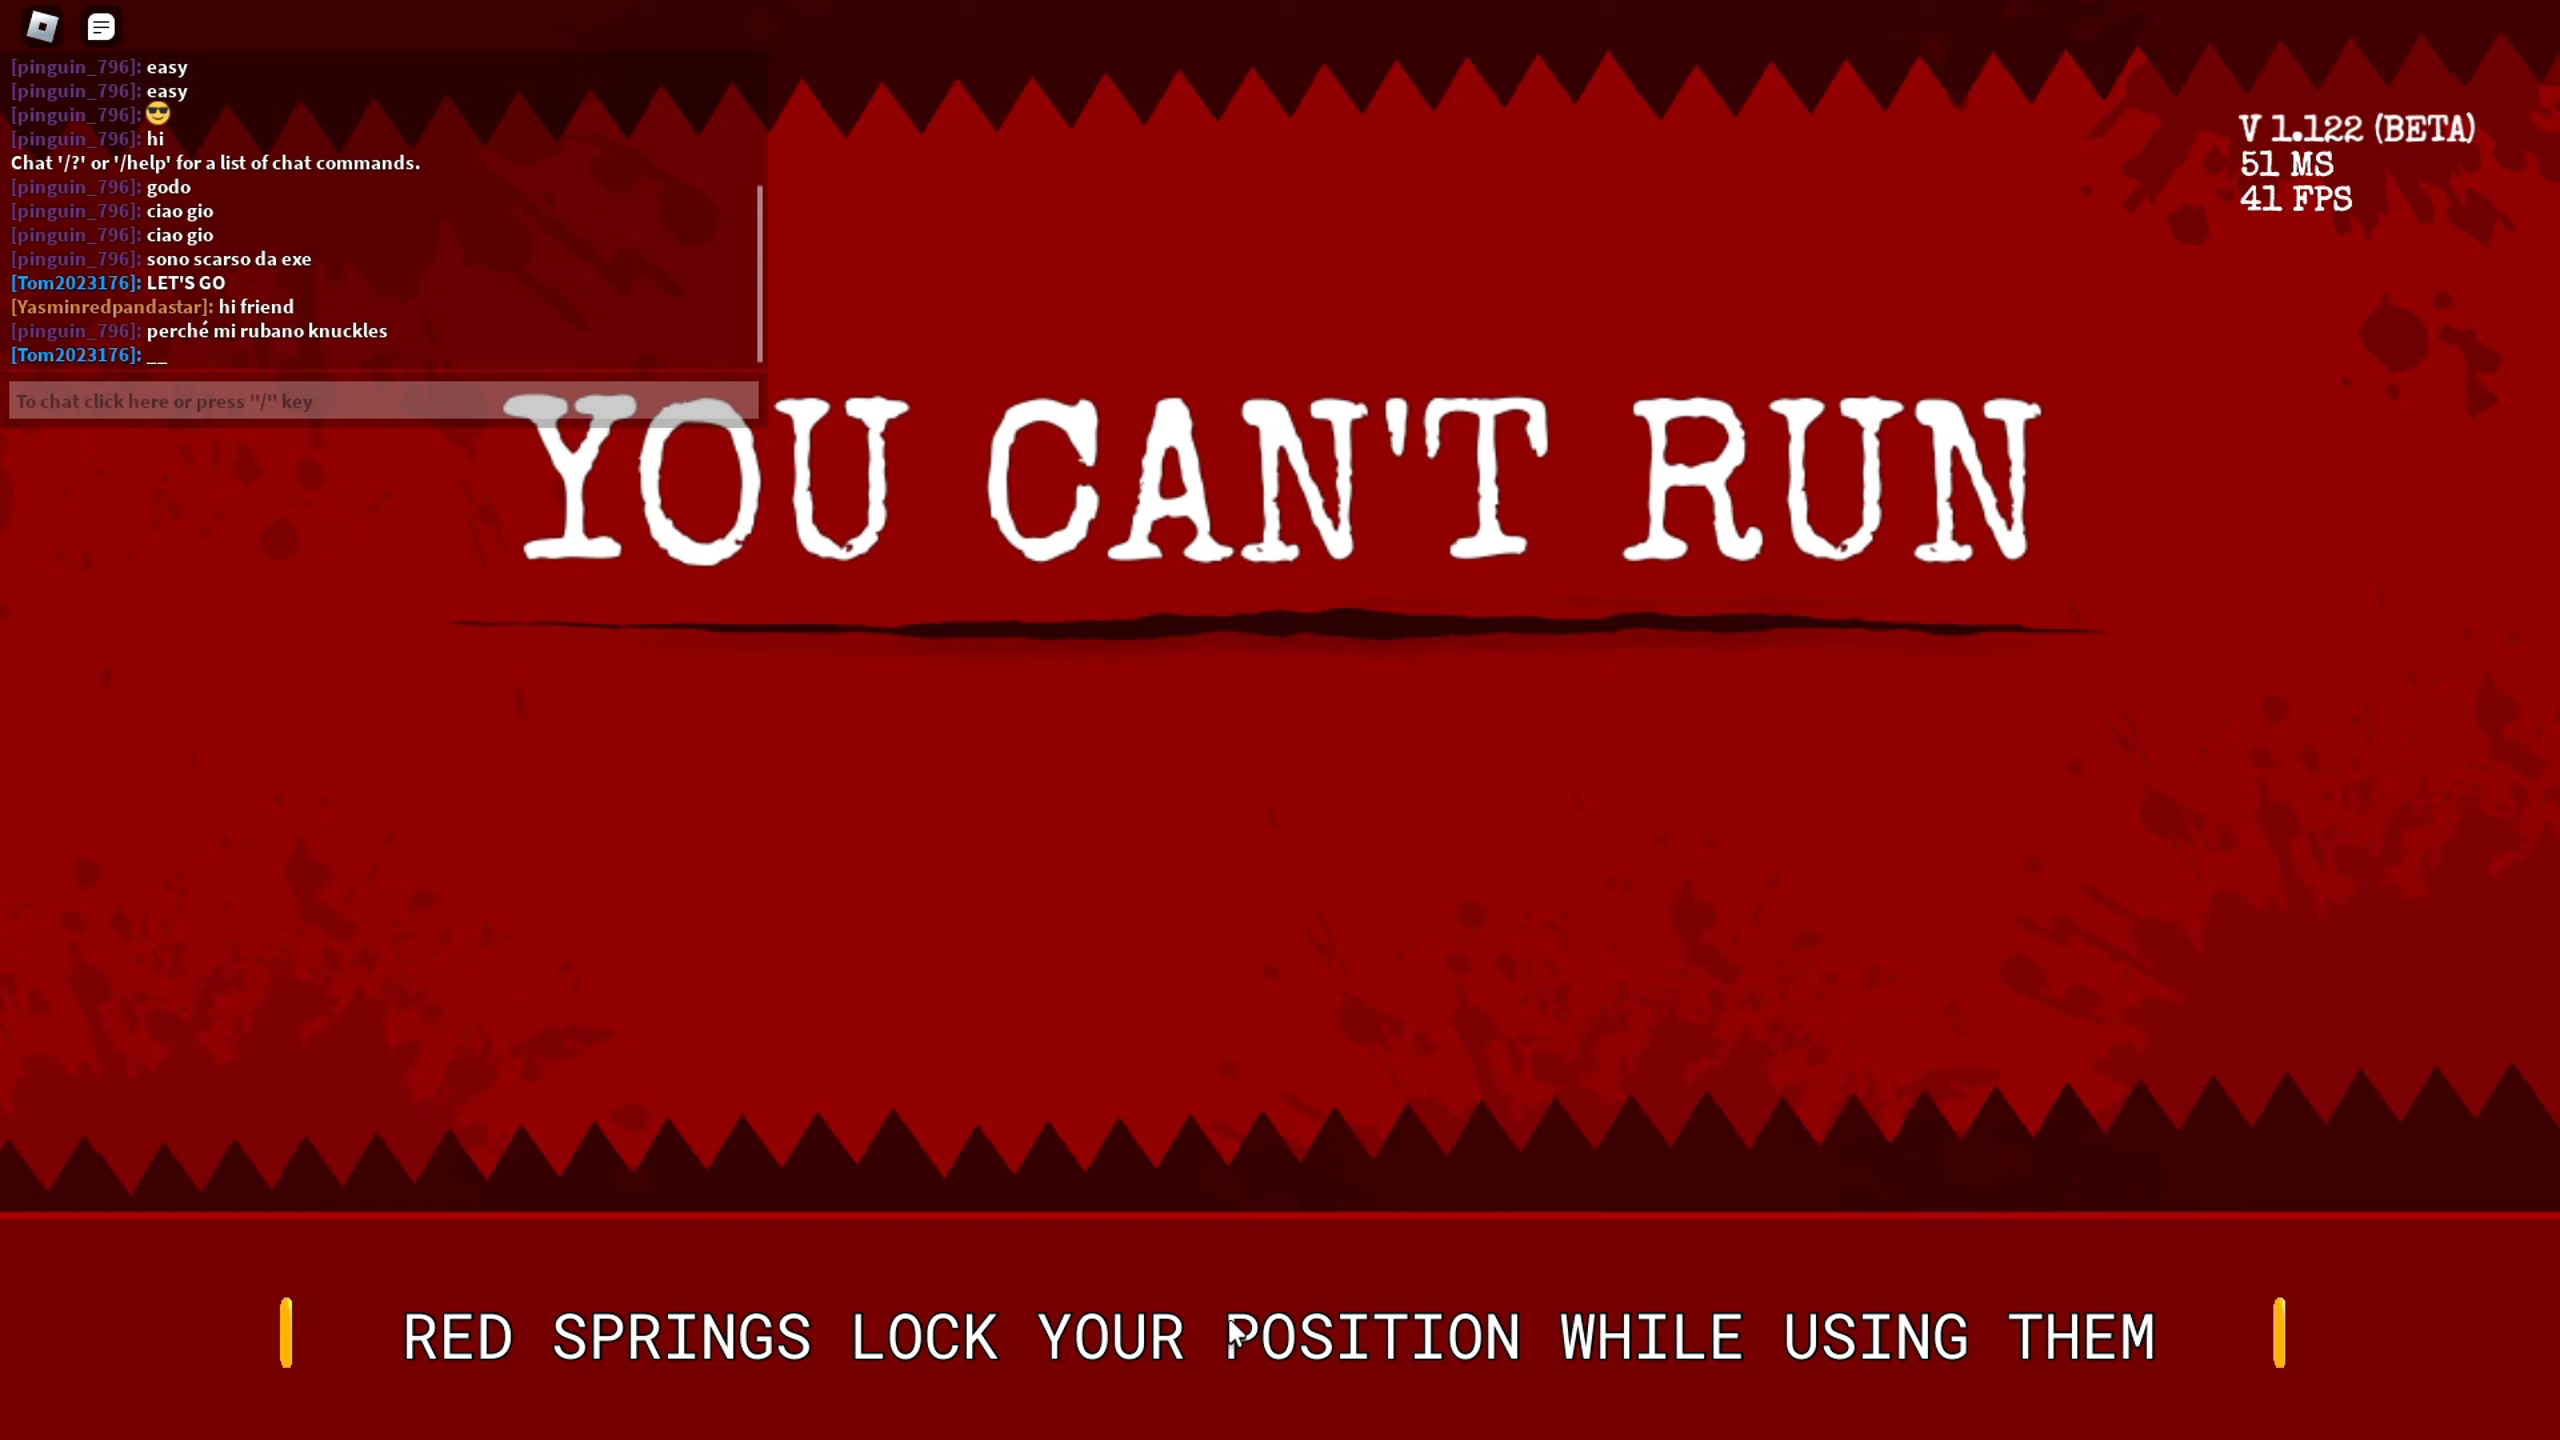 [pinguin_796]: easy
[pinguin_796]: easy
[pinguin_796]: 😎
[pinguin_796]: hi
Chat '/?' or '/help' for a list of chat commands.
[pinguin_796]: godo
[pinguin_796]: ciao gio
[pinguin_796]: ciao gio
[pinguin_796]: sono scarso da exe
[Tom2023176]: LET'S GO
[Yasminredpandastar]: hi friend
[pinguin_796]: perché mi rubano knuckles
[Tom2023176]: __
To chat click here or press "/" key
V 1.122 (BETA)
51 MS
41 FPS
YOU CAN'T RUN
RED SPRINGS LOCK YOUR POSITION WHILE USING THEM